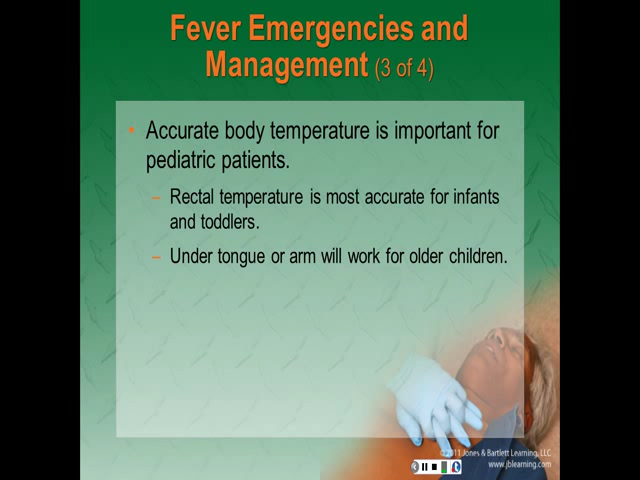 Fever Emergencies and
Management (3 of 4)
• Accurate body temperature is important for
pediatric patients.
– Rectal temperature is most accurate for infants
and toddlers.
– Under tongue or arm will work for older children.
© 2011 Jones & Bartlett Learning, LLC
www.jblearning.com